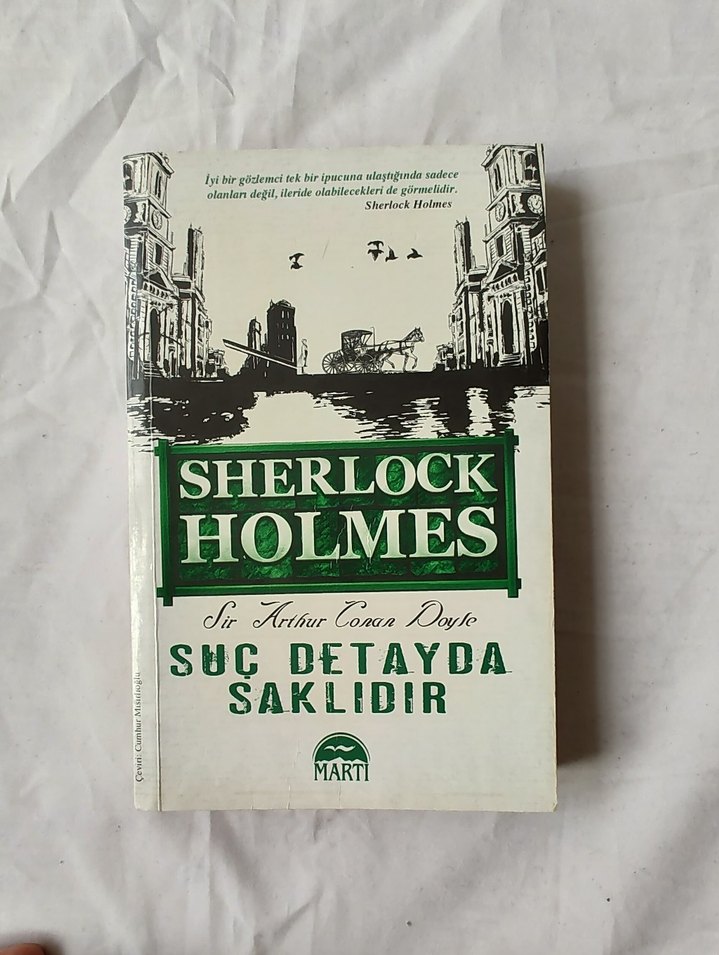 İyi bir gözlemci tek bir ipucuna ulaştığında sadece
olanları değil, ileride olabilecekleri de görmelidir.
Sherlock Holmes
SHERLOCK
HOLMES
Sir Arthur Conan Doyle
SUÇ DETAYDA
SAKLIDIR
MARTI
Çeviri: Cumhur Mısırlıoğlu